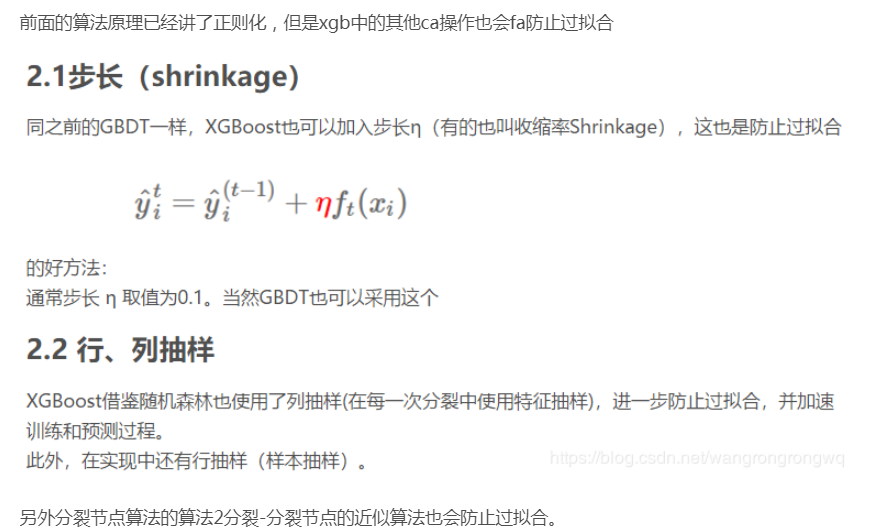 前面的算法原理已经讲了正则化，但是xgb中的其他ca操作也会fa防止过拟合
2.1步长（shrinkage）
同之前的GBDT一样，XGBoost也可以加入步长η（有的也叫收缩率Shrinkage），这也是防止过拟合
ŷᵢᵗ = ŷᵢ⁽ᵗ⁻¹⁾ + ηfₜ(xᵢ)
的好方法：
通常步长 η 取值为0.1。当然GBDT也可以采用这个
2.2 行、列抽样
XGBoost借鉴随机森林也使用了列抽样(在每一次分裂中使用特征抽样)，进一步防止过拟合，并加速
训练和预测过程。
此外，在实现中还有行抽样（样本抽样）。
https://blog.csdn.net/wangrongrongwq
另外分裂节点算法的算法2分裂-分裂节点的近似算法也会防止过拟合。